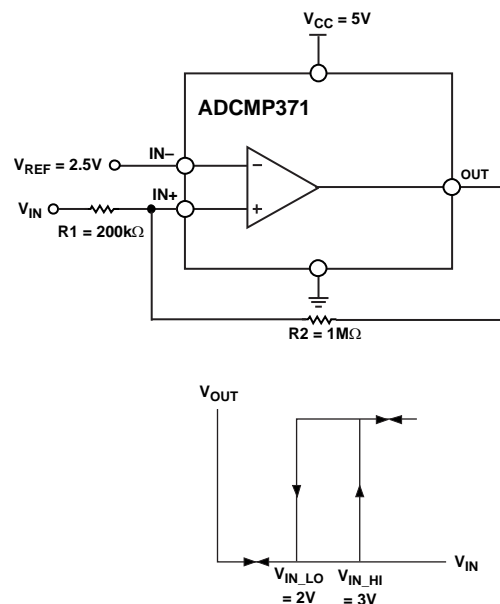 V_CC = 5V
ADCMP371
V_REF = 2.5V
IN−
−
OUT
V_IN
IN+
+
R1 = 200kΩ
R2 = 1MΩ
V_OUT
V_IN
V_IN_LO
= 2V
V_IN_HI
= 3V